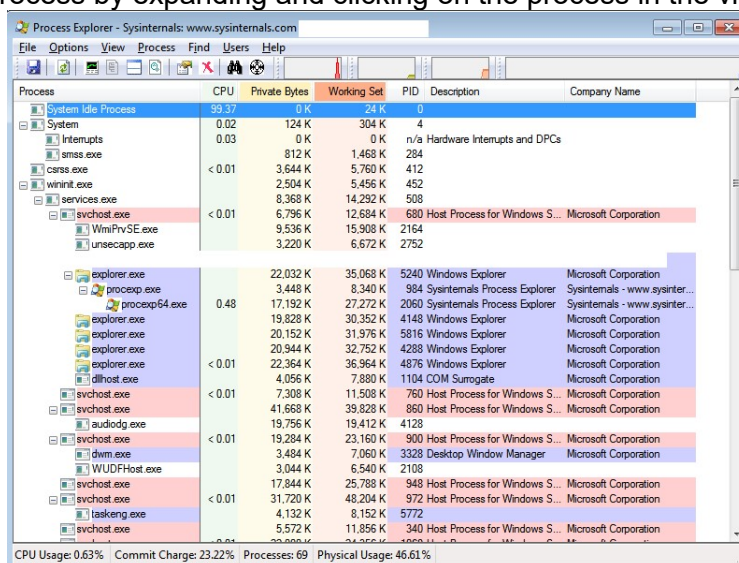 rocess by expanding and clicking on the process in the vi
Process Explorer - Sysinternals: www.sysinternals.com
File Options View Process Find Users Help
Process CPU Private Bytes Working Set PID Description Company Name
System Idle Process 99.37 0 K 24 K 0
System 0.02 124 K 304 K 4
Interrupts 0.03 0 K 0 K n/a Hardware Interrupts and DPCs
smss.exe 812 K 1,468 K 284
csrss.exe < 0.01 3,644 K 5,760 K 412
wininit.exe 2,504 K 5,456 K 452
services.exe 8,368 K 14,292 K 508
svchost.exe < 0.01 6,796 K 12,684 K 680 Host Process for Windows S... Microsoft Corporation
WmiPrvSE.exe 9,536 K 15,908 K 2164
unsecapp.exe 3,220 K 6,672 K 2752
explorer.exe 22,032 K 35,068 K 5240 Windows Explorer Microsoft Corporation
procexp.exe 3,448 K 8,340 K 984 Sysinternals Process Explorer Sysinternals - www.sysinter...
procexp64.exe 0.48 17,192 K 27,272 K 2060 Sysinternals Process Explorer Sysinternals - www.sysinter...
explorer.exe 19,828 K 30,352 K 4148 Windows Explorer Microsoft Corporation
explorer.exe 20,152 K 31,976 K 5816 Windows Explorer Microsoft Corporation
explorer.exe 20,944 K 32,752 K 4288 Windows Explorer Microsoft Corporation
explorer.exe < 0.01 22,364 K 36,964 K 4876 Windows Explorer Microsoft Corporation
dllhost.exe 4,056 K 7,880 K 1104 COM Surrogate Microsoft Corporation
svchost.exe < 0.01 7,308 K 11,508 K 760 Host Process for Windows S... Microsoft Corporation
svchost.exe 41,668 K 39,828 K 860 Host Process for Windows S... Microsoft Corporation
audiodg.exe 19,756 K 19,412 K 4128
svchost.exe < 0.01 19,284 K 23,160 K 900 Host Process for Windows S... Microsoft Corporation
dwm.exe 3,484 K 7,060 K 3328 Desktop Window Manager Microsoft Corporation
WUDFHost.exe 3,044 K 6,540 K 2108
svchost.exe 17,844 K 25,788 K 948 Host Process for Windows S... Microsoft Corporation
svchost.exe < 0.01 31,720 K 48,204 K 972 Host Process for Windows S... Microsoft Corporation
taskeng.exe 4,132 K 8,152 K 5772
svchost.exe 5,572 K 11,856 K 340 Host Process for Windows S... Microsoft Corporation
CPU Usage: 0.63% Commit Charge: 23.22% Processes: 69 Physical Usage: 46.61%